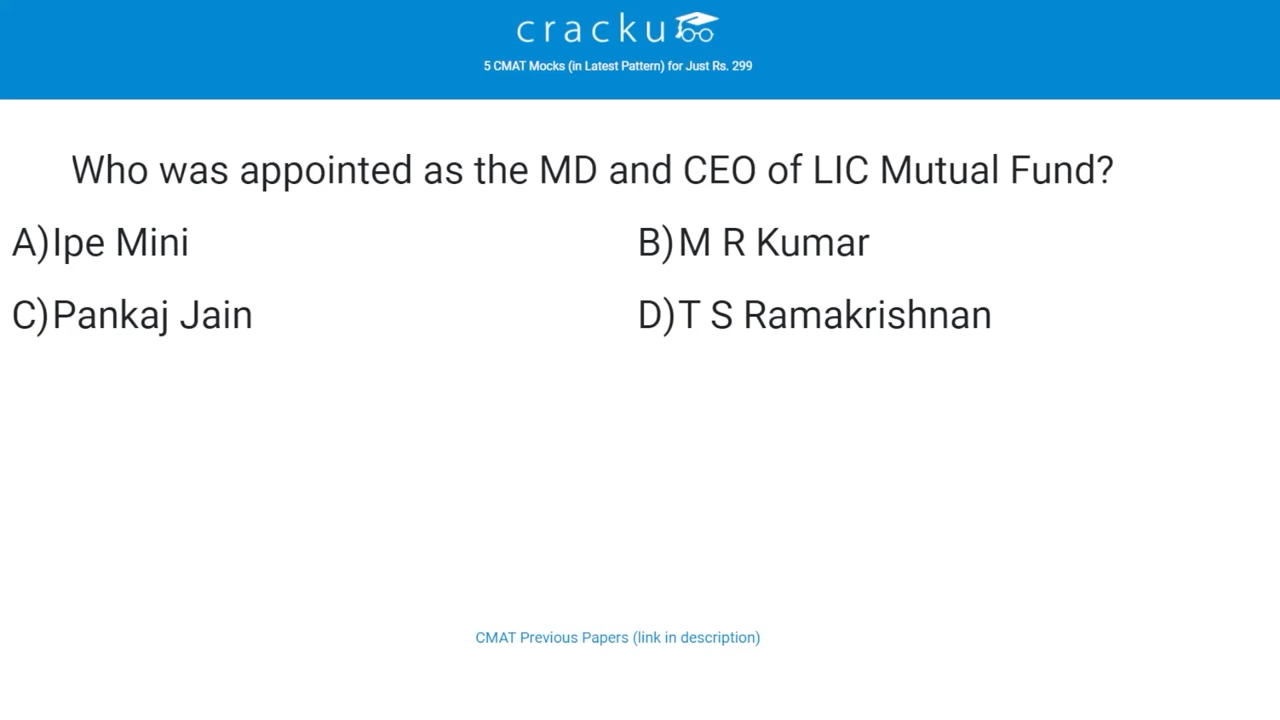 cracku
5 CMAT Mocks (in Latest Pattern) for Just Rs. 299
Who was appointed as the MD and CEO of LIC Mutual Fund?
A)Ipe Mini B)M R Kumar
C)Pankaj Jain D)T S Ramakrishnan
CMAT Previous Papers (link in description)